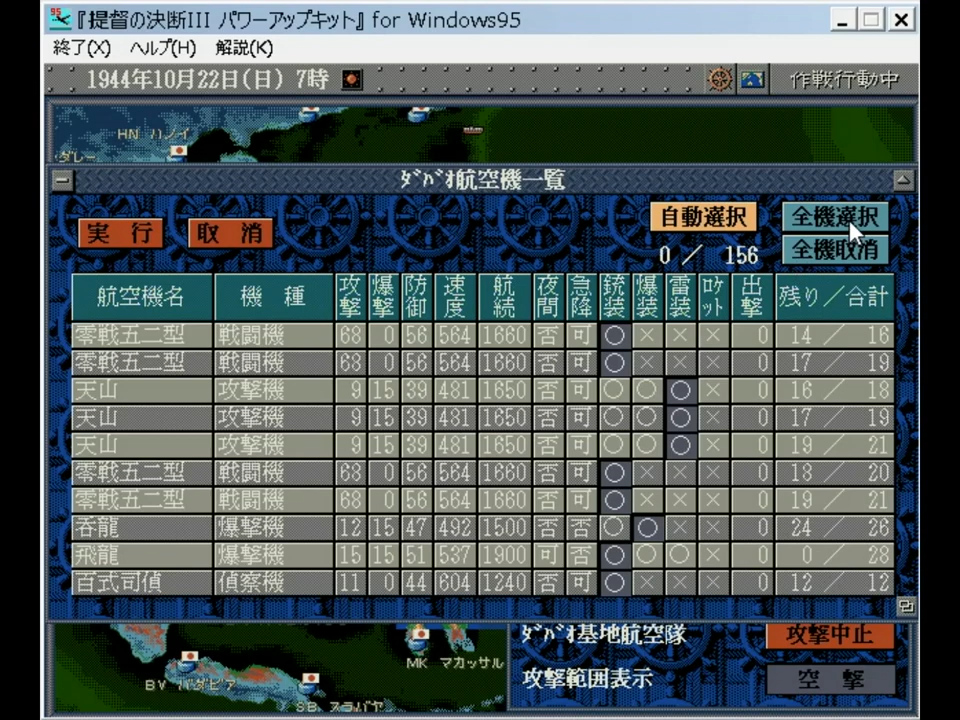 『提督の決断III パワーアップキット』 for Windows95
終了(X) ヘルプ(H) 解説(K)
1944年10月22日(日) 7時 作戦行動中
HN ハノイ
ダレー
ダバオ航空機一覧
実行 取消 自動選択 全機選択
0 / 156 全機取消
航空機名 機種 攻撃 爆撃 防御 速度 航続 夜間 急降 銃装 爆装 雷装 ロケット 出撃 残り/合計
零戦五二型 戦闘機 68 0 56 564 1660 否 可 ○ × × × 0 14 / 16
零戦五二型 戦闘機 68 0 56 564 1660 否 可 ○ × × × 0 17 / 19
天山 攻撃機 9 15 39 481 1650 否 可 ○ ○ ○ × 0 16 / 18
天山 攻撃機 9 15 39 481 1650 否 可 ○ ○ ○ × 0 17 / 19
天山 攻撃機 9 15 39 481 1650 否 可 ○ ○ ○ × 0 19 / 21
零戦五二型 戦闘機 68 0 56 564 1660 否 可 ○ × × × 0 18 / 20
零戦五二型 戦闘機 68 0 56 564 1660 否 可 ○ × × × 0 19 / 21
呑龍 爆撃機 12 15 47 492 1500 否 否 ○ ○ × × 0 24 / 26
飛龍 爆撃機 15 15 51 537 1900 可 否 ○ ○ ○ × 0 0 / 28
百式司偵 偵察機 11 0 44 604 1240 否 可 ○ × × × 0 12 / 12
ダバオ基地航空隊 攻撃中止
MK マカッサル
攻撃範囲表示 空撃
BV バタビア
SB スラバヤ